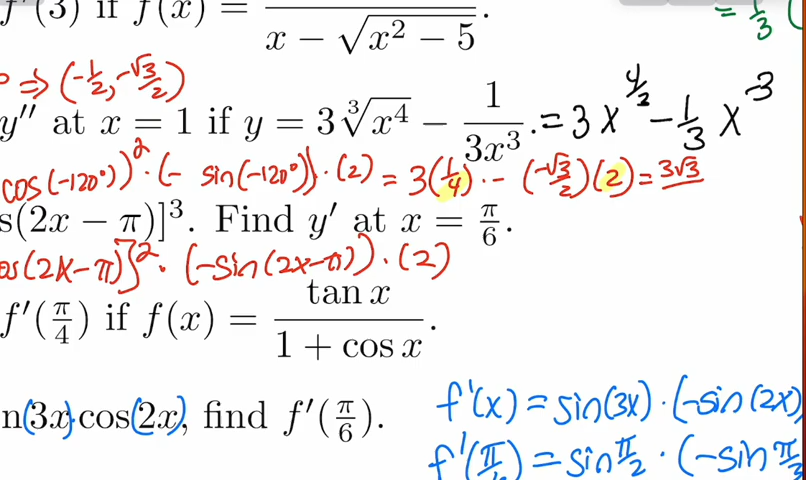 f'(3) if f(x) = = 1/3 (
x − √(x² − 5) .
⇒ (-1/2, -√3/2)
y'' at x = 1 if y = 3∛(x⁴) − 1/(3x³). = 3x^(4/2) − 1/3 x^-3
cos(-120°))² · (- sin(-120°)) · (2) = 3(1/4) · - (-√3/2)(2) = 3√3
s(2x − π)]³. Find y' at x = π/6.
os(2x-π)]² · (-sin(2x-π)) · (2)
f'(π/4) if f(x) = tan x / (1 + cos x).
n(3x)·cos(2x), find f'(π/6). f'(x) = sin(3x) · (-sin(2x)
f'(π/ ) = sin π/2 · (-sin π/3